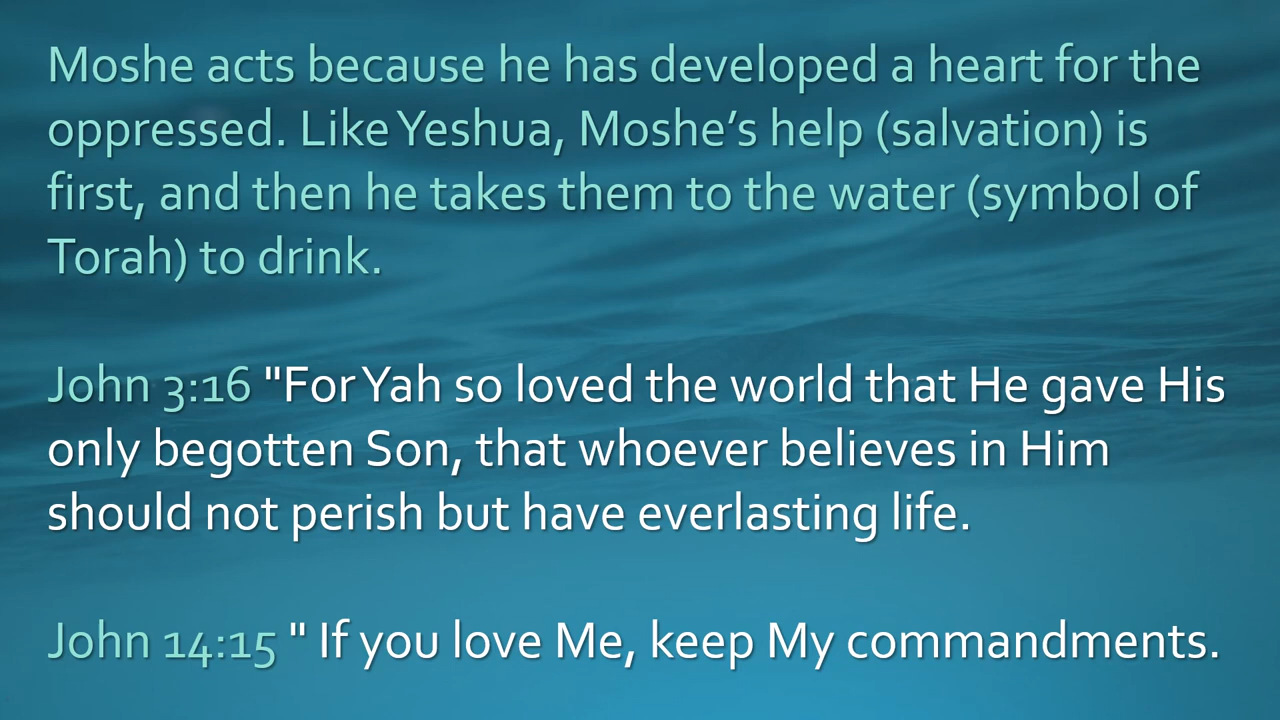 Moshe acts because he has developed a heart for the
oppressed. Like Yeshua, Moshe’s help (salvation) is
first, and then he takes them to the water (symbol of
Torah) to drink.
John 3:16 "For Yah so loved the world that He gave His
only begotten Son, that whoever believes in Him
should not perish but have everlasting life.
John 14:15 " If you love Me, keep My commandments.